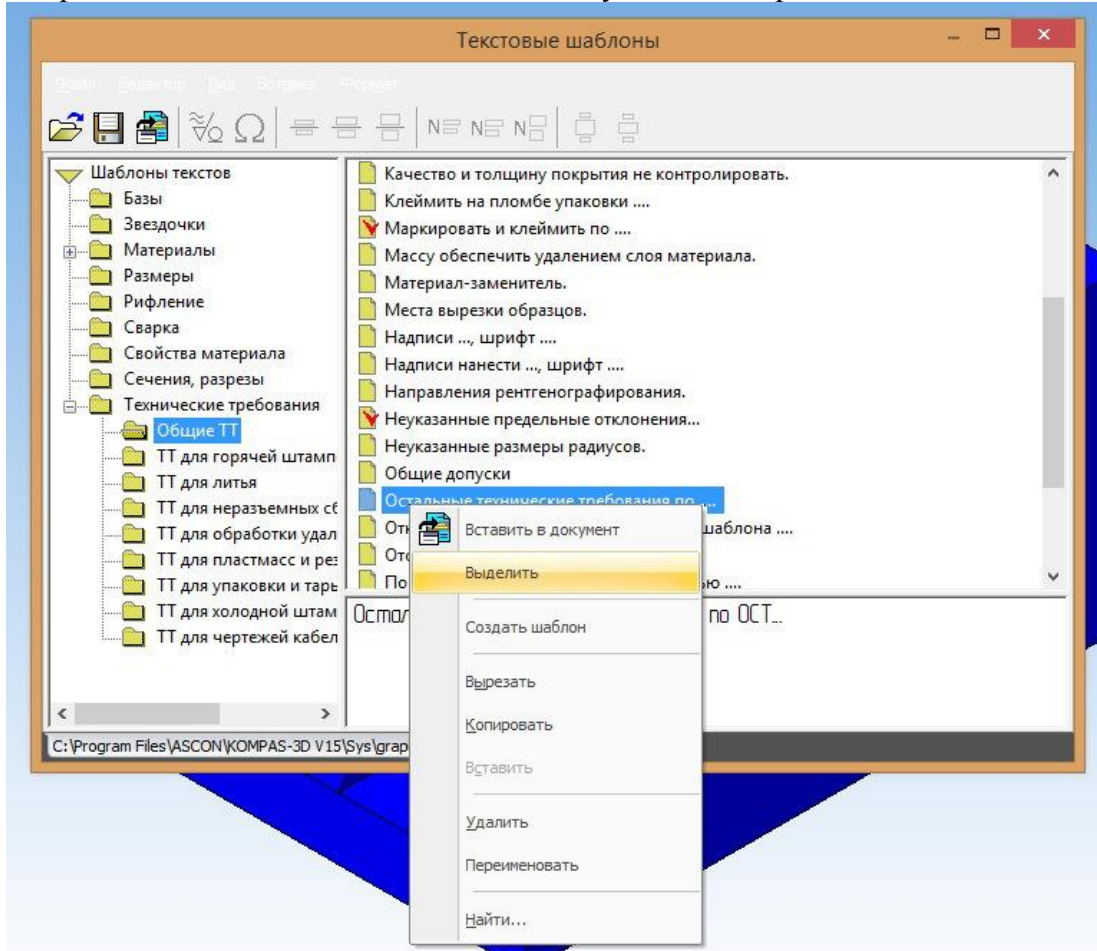 Текстовые шаблоны
Файл Редактор Вид Вставка Формат
Шаблоны текстов
Базы
Звездочки
Материалы
Размеры
Рифление
Сварка
Свойства материала
Сечения, разрезы
Технические требования
Общие ТТ
ТТ для горячей штамп
ТТ для литья
ТТ для неразъемных сб
ТТ для обработки удал
ТТ для пластмасс и рез
ТТ для упаковки и тары
ТТ для холодной штам
ТТ для чертежей кабел
Качество и толщину покрытия не контролировать.
Клеймить на пломбе упаковки ....
Маркировать и клеймить по ....
Массу обеспечить удалением слоя материала.
Материал-заменитель.
Места вырезки образцов.
Надписи ..., шрифт ....
Надписи нанести ..., шрифт ....
Направления рентгенографирования.
Неуказанные предельные отклонения...
Неуказанные размеры радиусов.
Общие допуски
Остальные технические требования по ....
шаблона ....
ью ....
по ОСТ...
Вставить в документ
Выделить
Создать шаблон
Вырезать
Копировать
Вставить
Удалить
Переименовать
Найти...
C:\Program Files\ASCON\KOMPAS-3D V15\Sys\grap